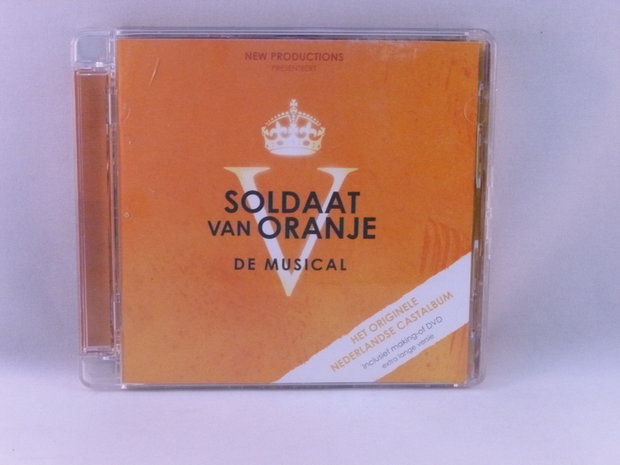 NEW PRODUCTIONS
PRESENTEERT
V
SOLDAAT
VAN ORANJE
DE MUSICAL
HET ORIGINELE
NEDERLANDSE CASTALBUM
Inclusief making-of DVD
extra lange versie